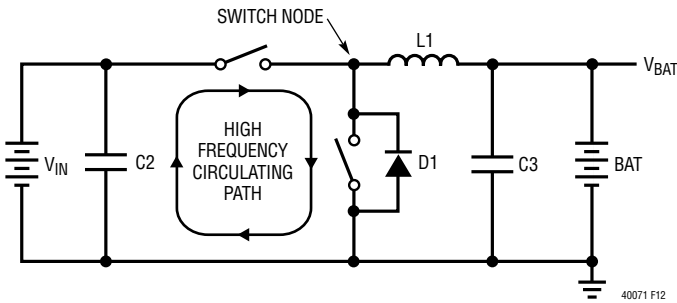 SWITCH NODE
L1
VBAT
VIN
C2
HIGH
FREQUENCY
CIRCULATING
PATH
D1
C3
BAT
40071 F12